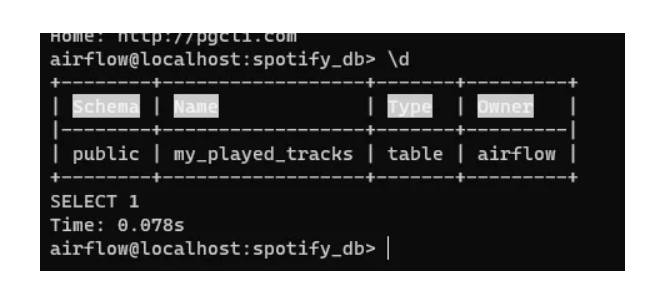 Home: http://pgcli.com
airflow@localhost:spotify_db> \d
+--------+------------------+-------+---------+
| Schema | Name             | Type  | Owner   |
|--------+------------------+-------+---------|
| public | my_played_tracks | table | airflow |
+--------+------------------+-------+---------+
SELECT 1
Time: 0.078s
airflow@localhost:spotify_db>